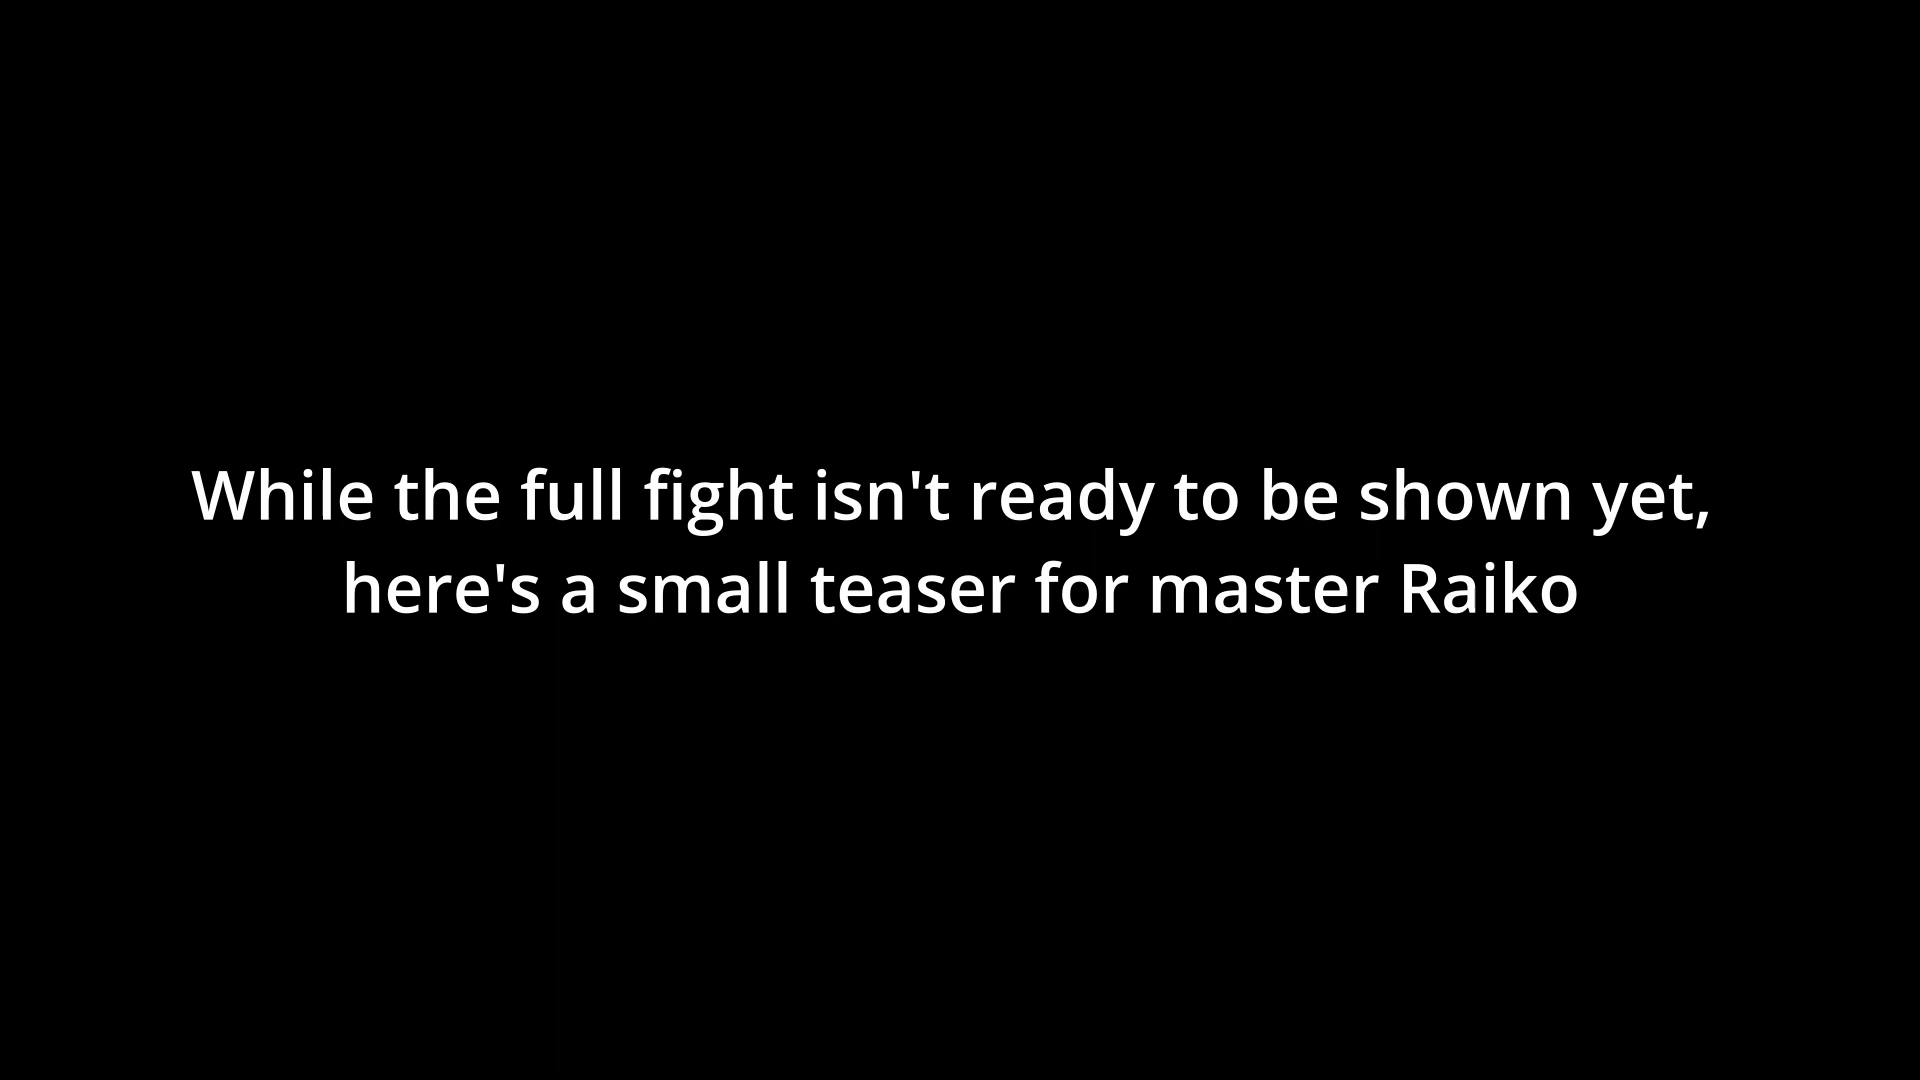 While the full fight isn't ready to be shown yet,
here's a small teaser for master Raiko